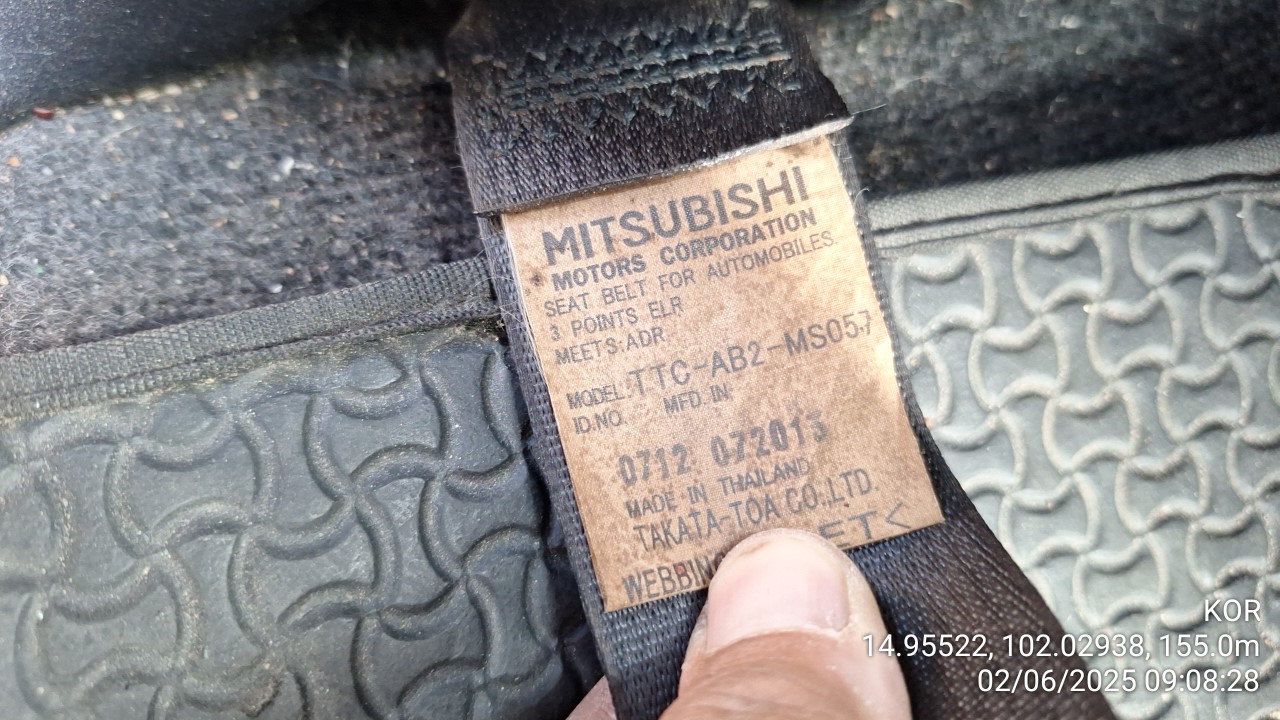 MITSUBISHI
MOTORS CORPORATION
SEAT BELT FOR AUTOMOBILES.
3 POINTS ELR
MEETS:ADR
MODEL:TTC-AB2-MS057
ID.NO. MFD.IN
0712 072013
MADE IN THAILAND
TAKATA-TOA CO.,LTD.
WEBBING ET<
KOR
14.95522, 102.02938, 155.0m
02/06/2025 09:08:28